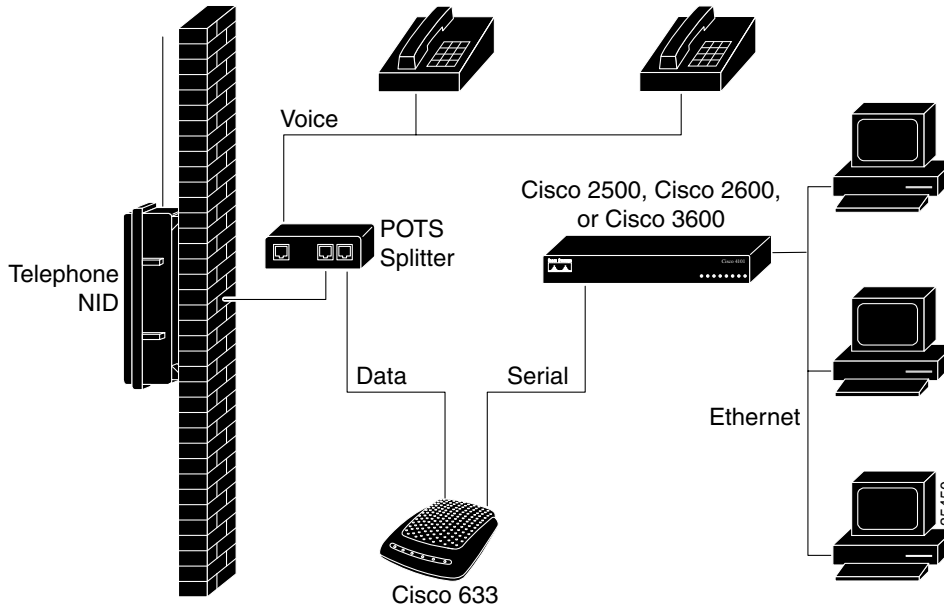 Voice
Cisco 2500, Cisco 2600,
or Cisco 3600
POTS
Splitter
Telephone
NID
Data
Serial
Ethernet
Cisco 633